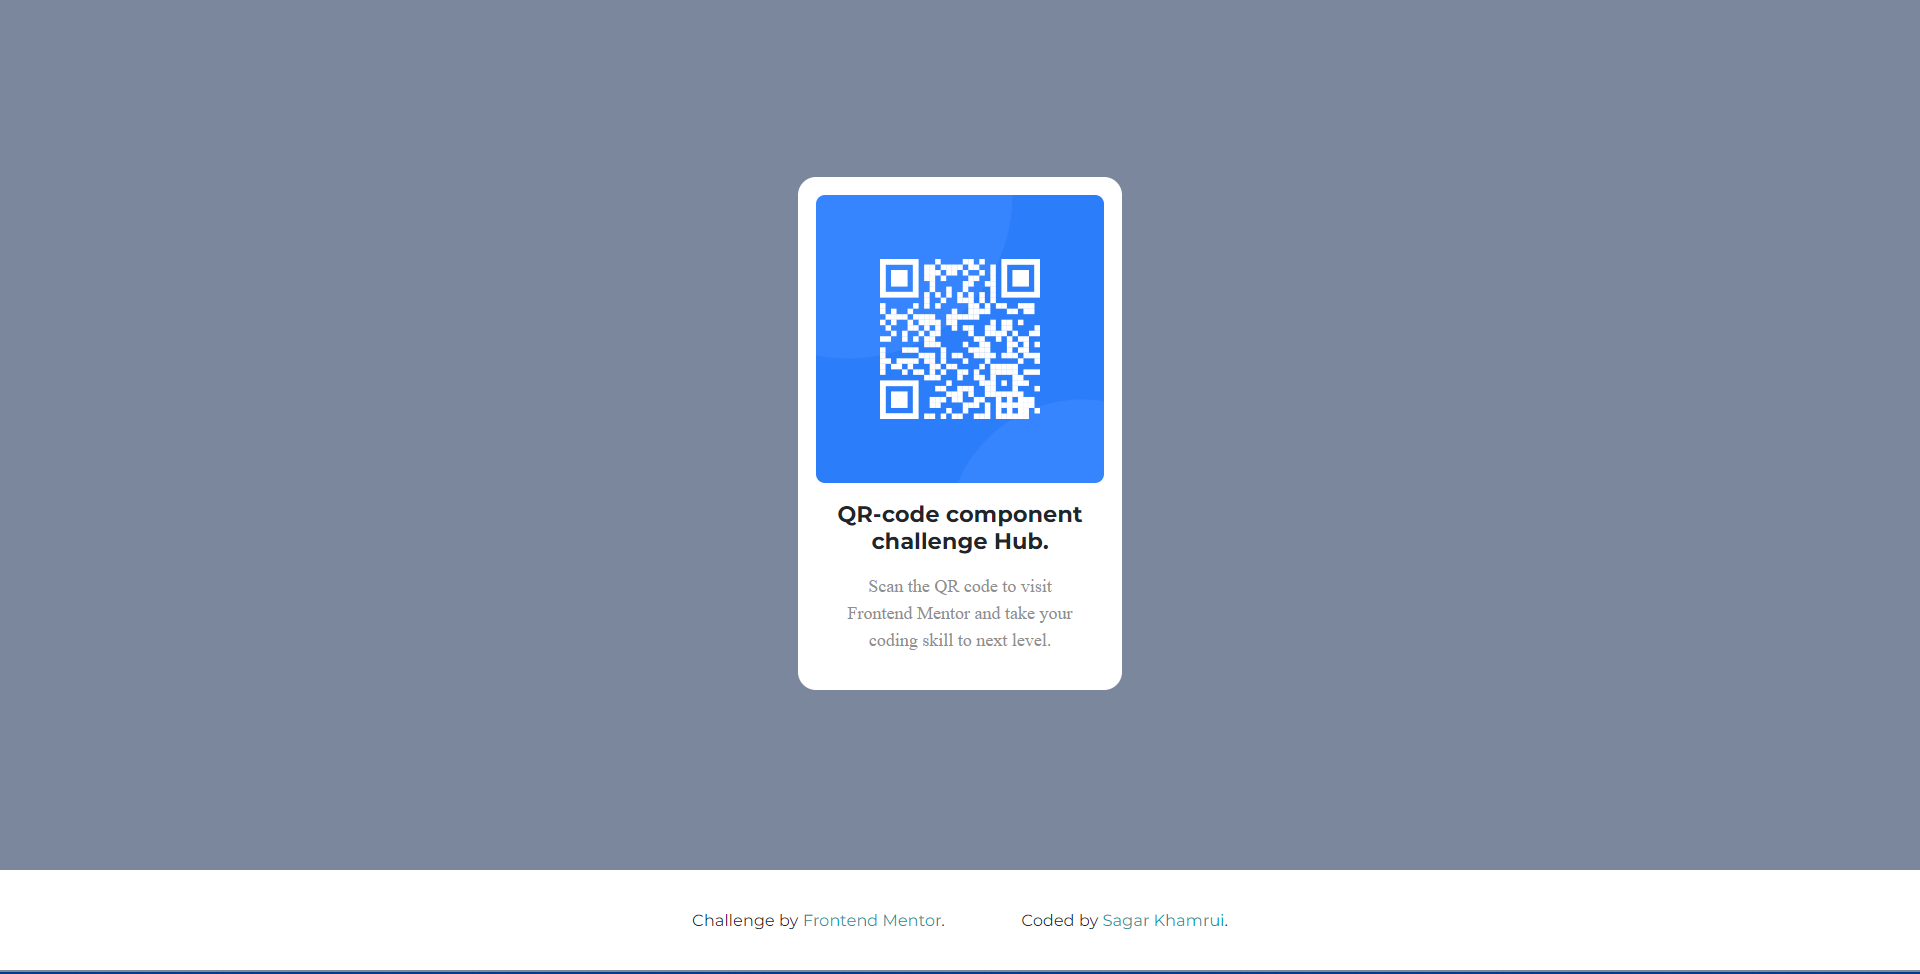 QR-code component
challenge Hub.
Scan the QR code to visit
Frontend Mentor and take your
coding skill to next level.
Challenge by Frontend Mentor. Coded by Sagar Khamrui.